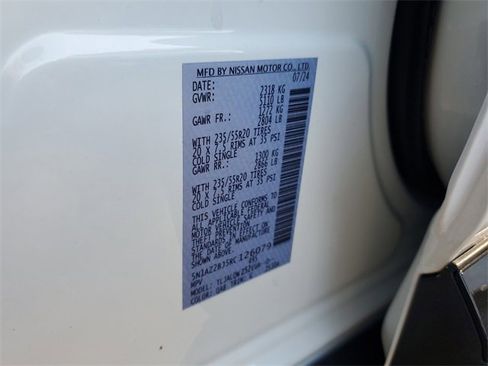 MFD BY NISSAN MOTOR CO., LTD
DATE: 07/24
GVWR: 2318 KG
5110 LB
GAWR FR.: 1272 KG
2804 LB
WITH 235/55R20 TIRES
20 X 7.5 RIMS AT 35 PSI
COLD SINGLE
GAWR RR.: 1300 KG
2866 LB
WITH 235/55R20 TIRES
20 X 7.5 RIMS AT 35 PSI
COLD SINGLE
THIS VEHICLE CONFORMS TO
ALL APPLICABLE FEDERAL
MOTOR VEHICLE SAFETY AND
THEFT PREVENTION
STANDARDS IN EFFECT ON
THE DATE OF
MANUFACTURE
SHOWN ABOVE.
126079
MPV
MODEL:
COLOR: TRIM: